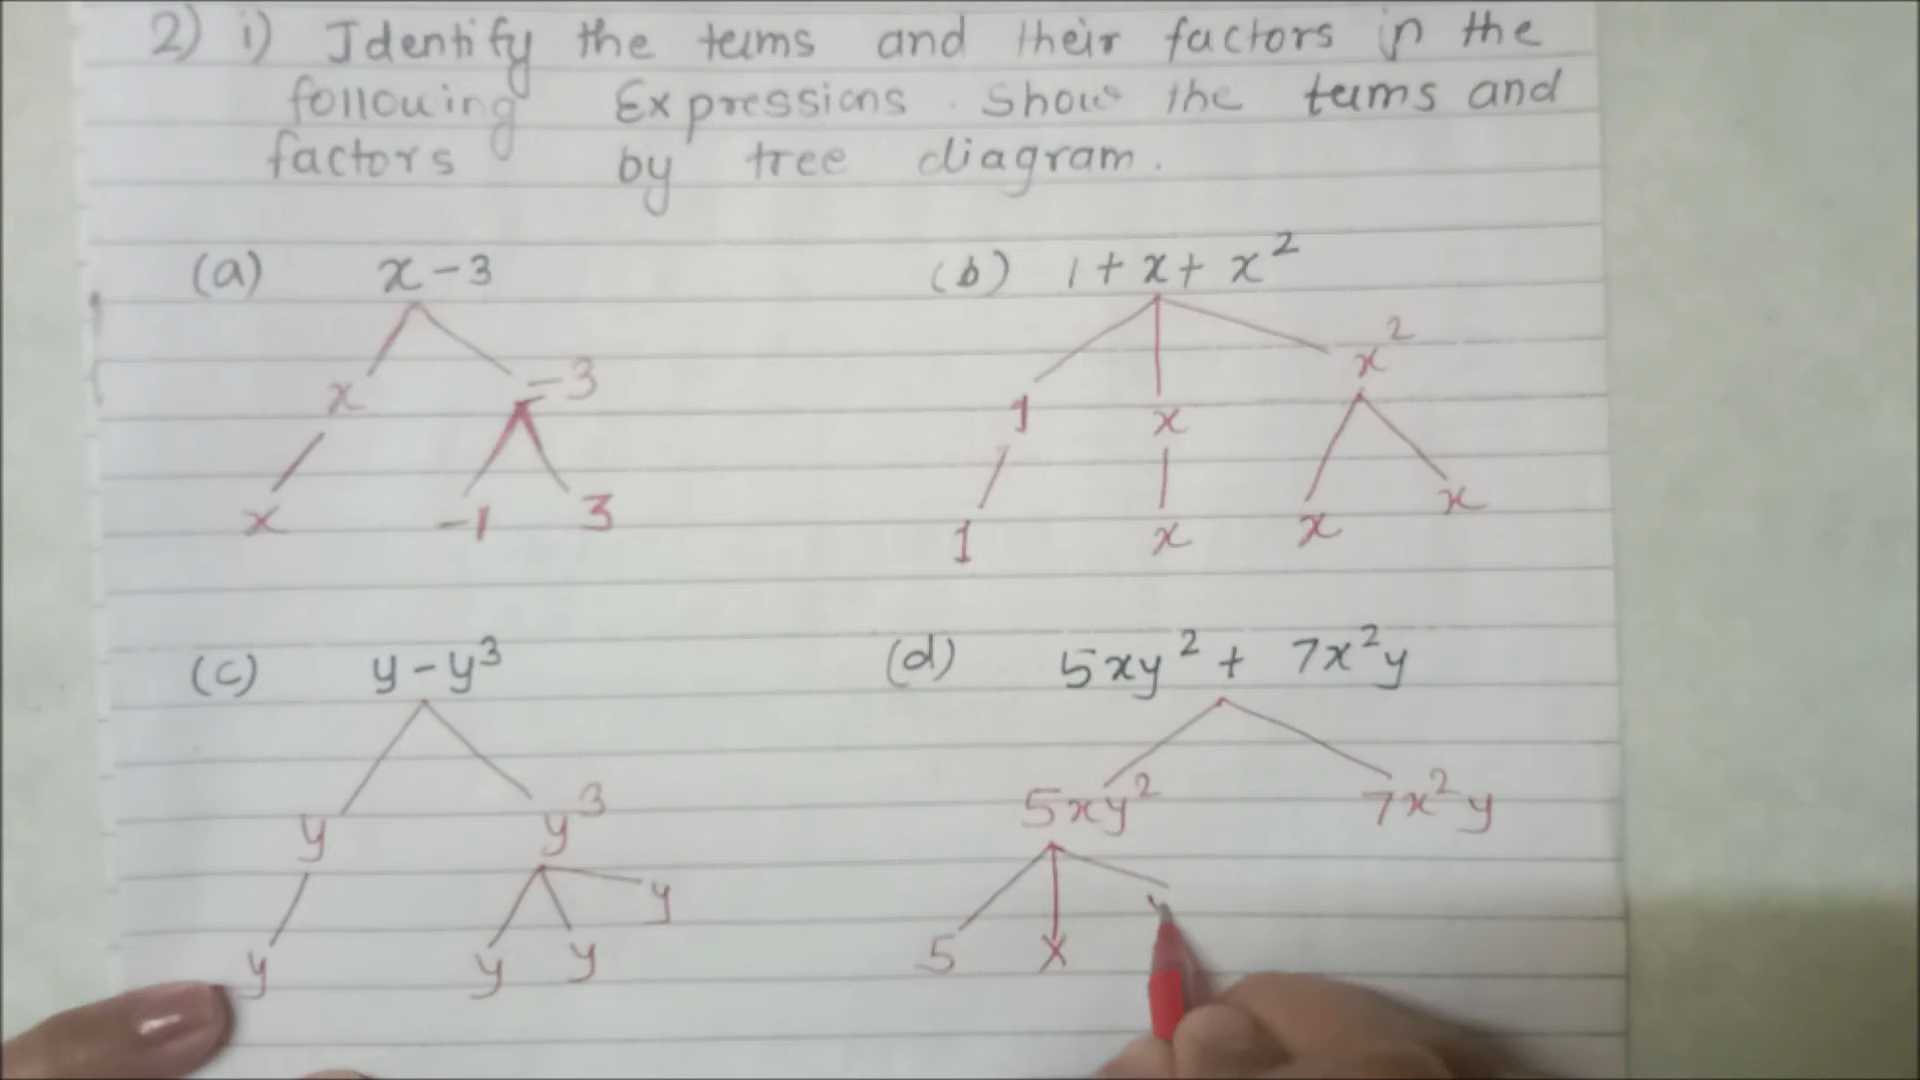 2) i) Identify the terms and their factors in the
following Expressions. Show the terms and
factors by tree diagram.
(a) x-3
x -3
x -1 3
(b) 1+x+x²
1 x x²
1 x x x
(c) y-y³
y y³
y y y y
(d) 5xy² + 7x²y
5xy² 7x²y
5 x